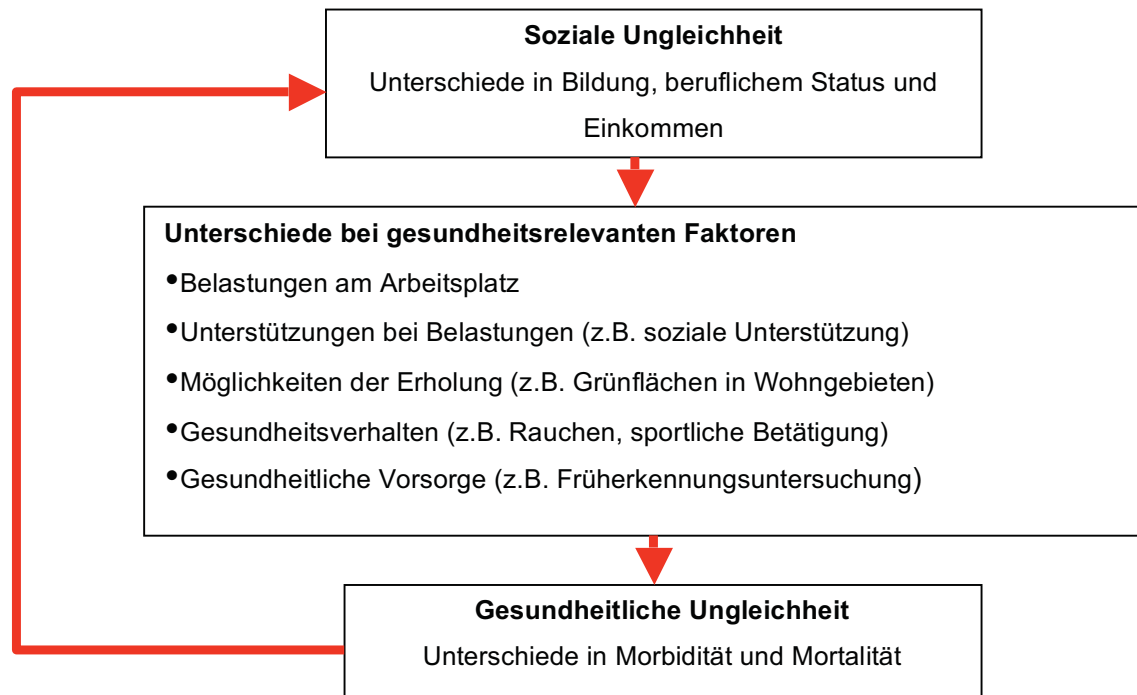 Soziale Ungleichheit
Unterschiede in Bildung, beruflichem Status und
Einkommen
Unterschiede bei gesundheitsrelevanten Faktoren
•Belastungen am Arbeitsplatz
•Unterstützungen bei Belastungen (z.B. soziale Unterstützung)
•Möglichkeiten der Erholung (z.B. Grünflächen in Wohngebieten)
•Gesundheitsverhalten (z.B. Rauchen, sportliche Betätigung)
•Gesundheitliche Vorsorge (z.B. Früherkennungsuntersuchung)
Gesundheitliche Ungleichheit
Unterschiede in Morbidität und Mortalität